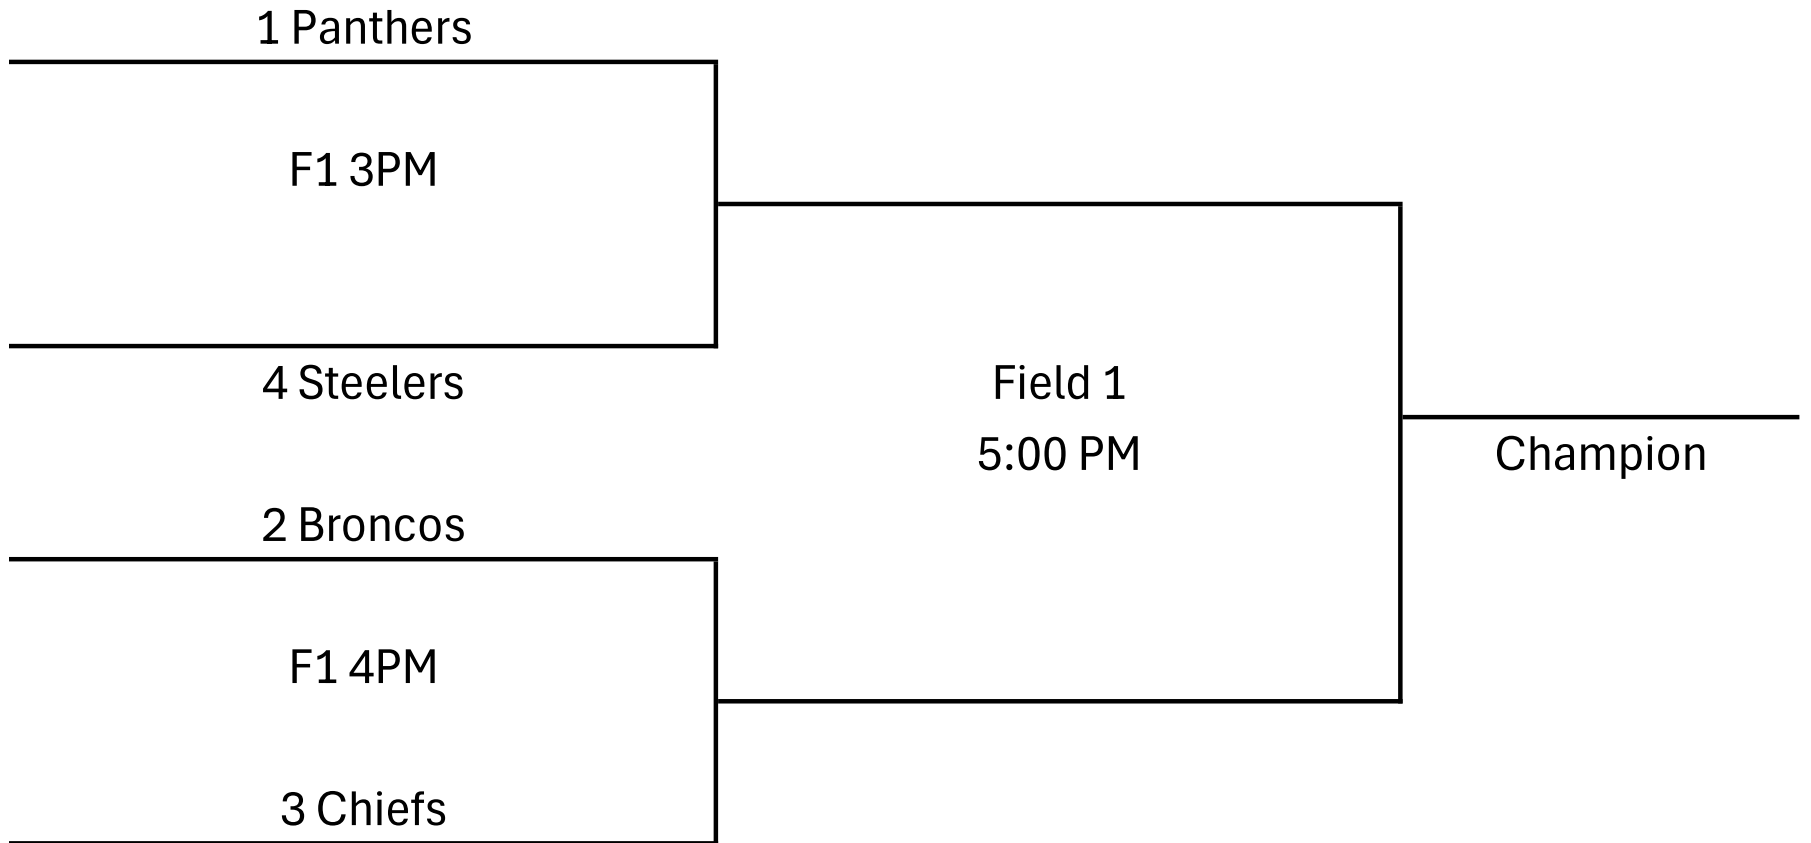 1 Panthers
F1 3PM
4 Steelers
Field 1
5:00 PM
Champion
2 Broncos
F1 4PM
3 Chiefs